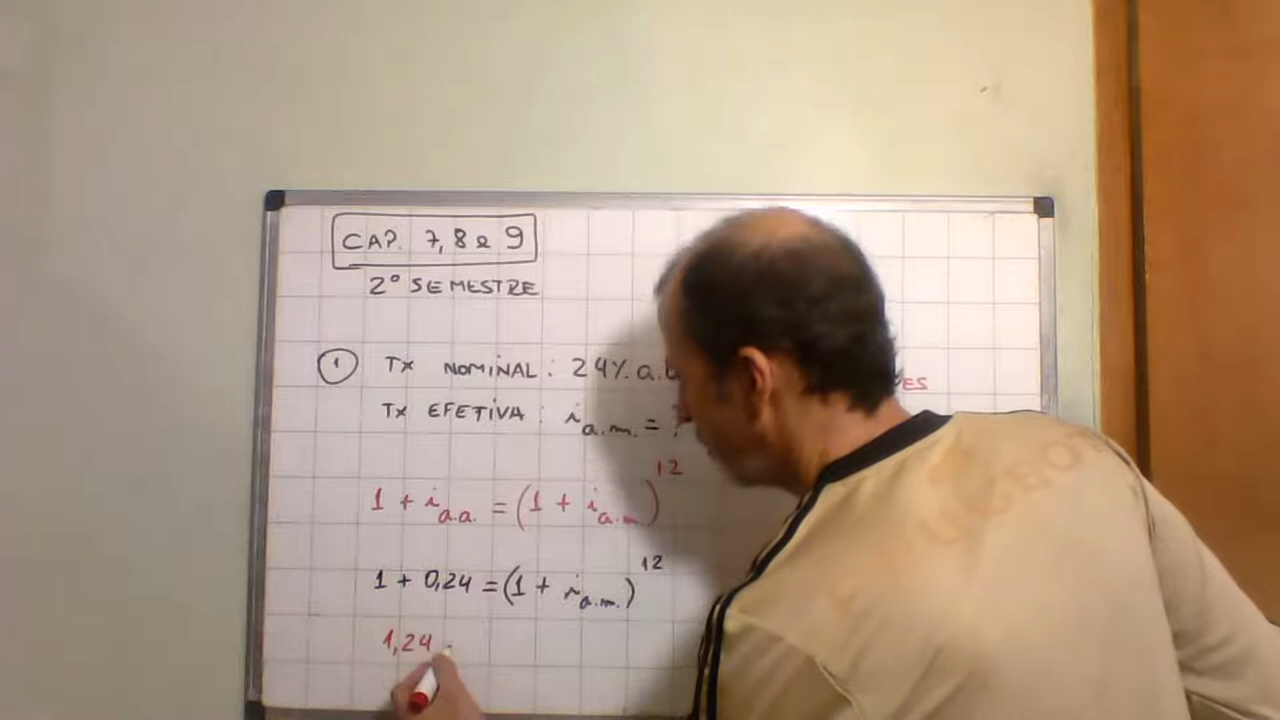 CAP. 7, 8 e 9
2º SEMESTRE
1 Tx NOMINAL: 24% a.
Tx EFETIVA: i a.m. = ?
1 + i a.a. = (1 + i a.m.)^12
1 + 0,24 = (1 + i a.m.)^12
1,24